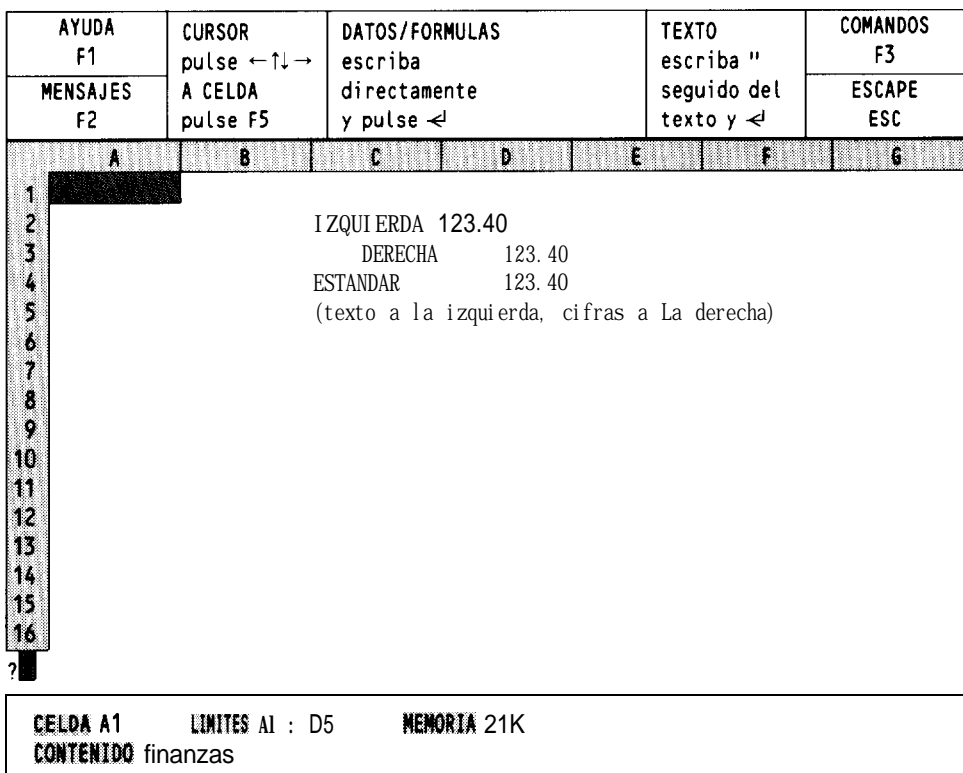 AYUDA
F1
MENSAJES
F2
CURSOR
pulse ←↑↓→
A CELDA
pulse F5
DATOS/FORMULAS
escriba
directamente
y pulse ↵
TEXTO
escriba "
seguido del
texto y ↵
COMANDOS
F3
ESCAPE
ESC
A B C D E F G
1
2 IZQUIERDA 123.40
3 DERECHA 123.40
4 ESTANDAR 123.40
5 (texto a la izquierda, cifras a La derecha)
6
7
8
9
10
11
12
13
14
15
16
?
CELDA A1 LIMITES Al : D5 MEMORIA 21K
CONTENIDO finanzas